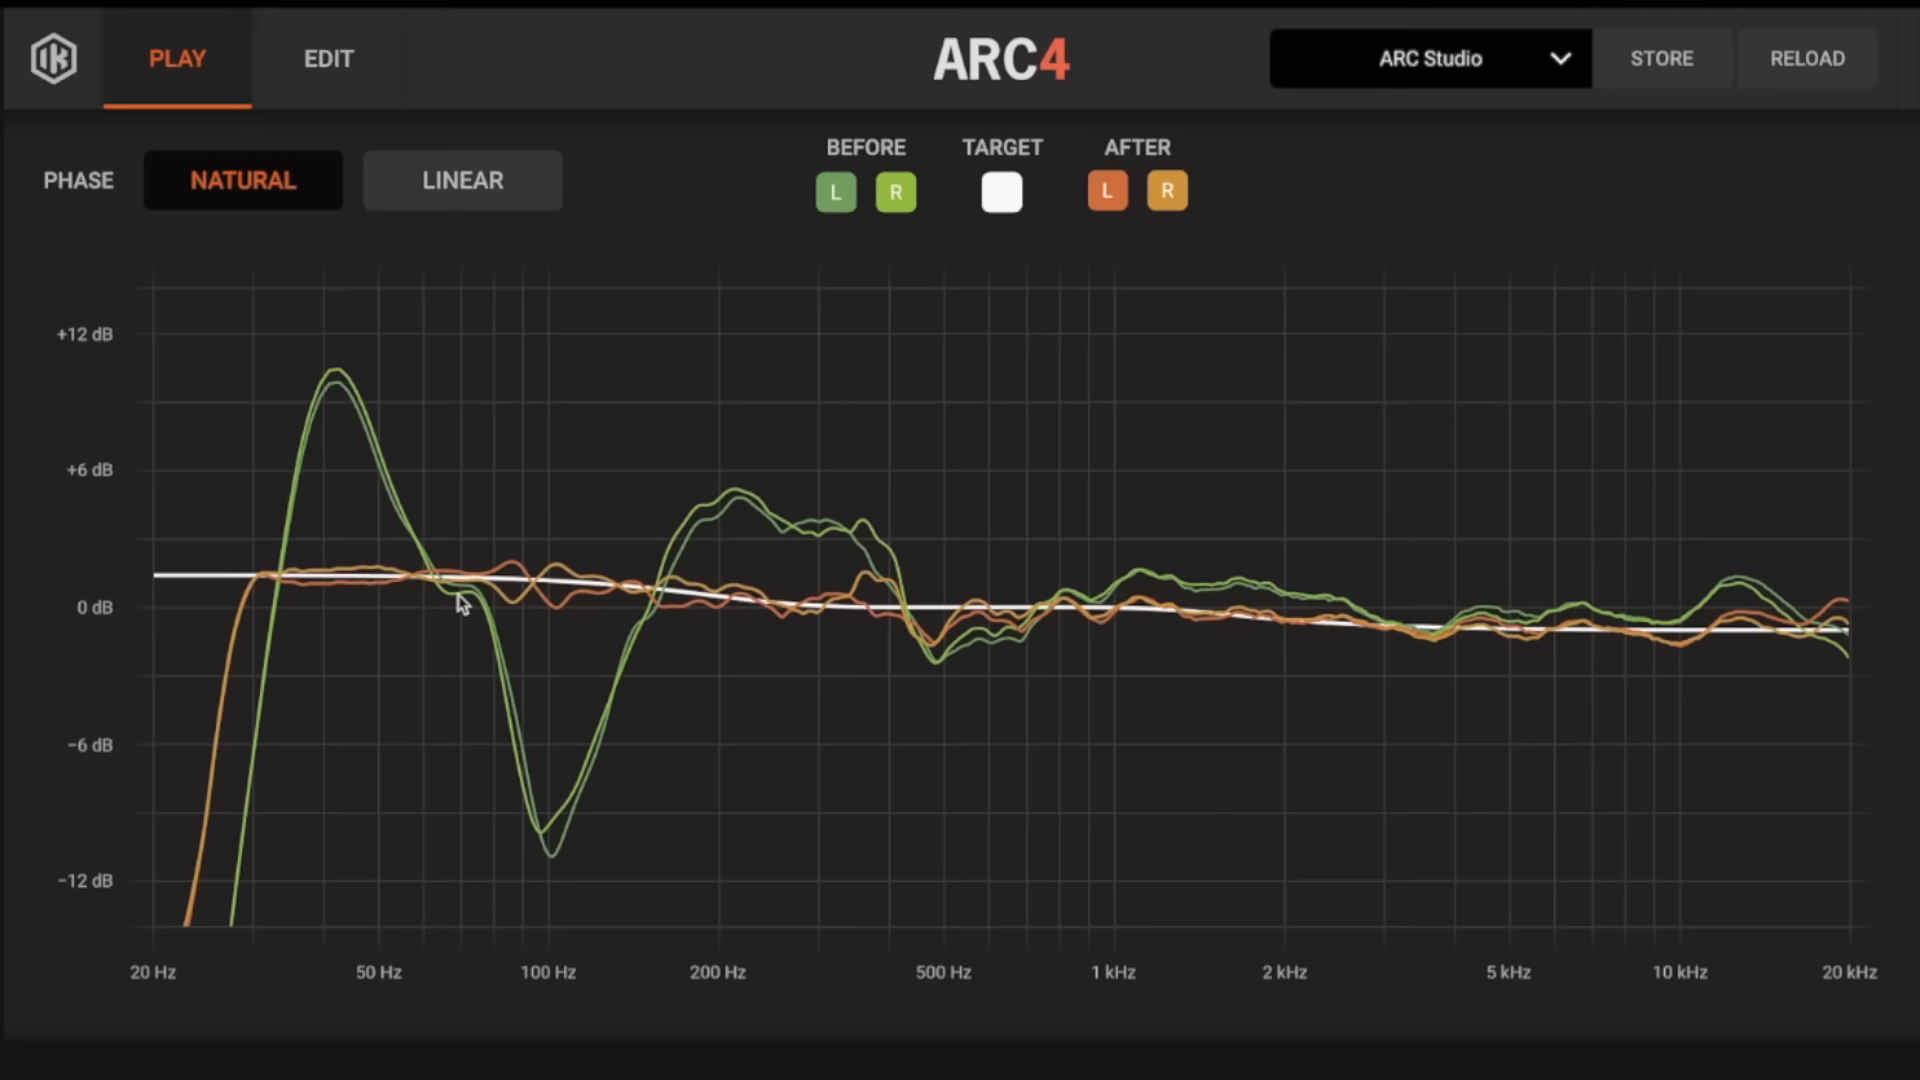 IK
PLAY
EDIT
ARC4
ARC Studio
STORE
RELOAD
PHASE
NATURAL
LINEAR
BEFORE
TARGET
AFTER
L
R
L
R
+12 dB
+6 dB
0 dB
−6 dB
−12 dB
20 Hz
50 Hz
100 Hz
200 Hz
500 Hz
1 kHz
2 kHz
5 kHz
10 kHz
20 kHz